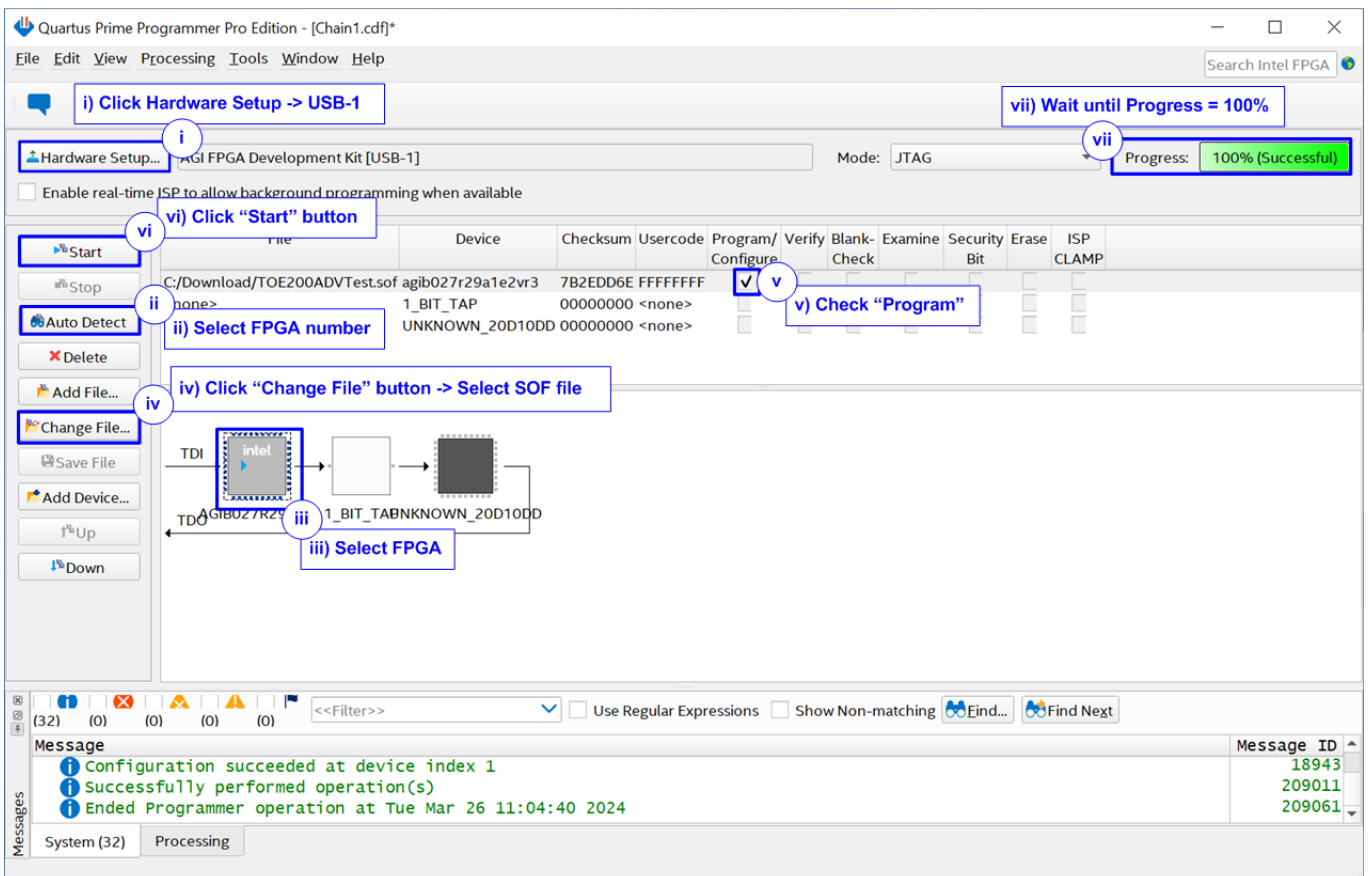 Quartus Prime Programmer Pro Edition - [Chain1.cdf]*
File Edit View Processing Tools Window Help
Search Intel FPGA
i) Click Hardware Setup -> USB-1
vii) Wait until Progress = 100%
i
vii
Hardware Setup... AGI FPGA Development Kit [USB-1] Mode: JTAG Progress: 100% (Successful)
Enable real-time ISP to allow background programming when available
vi) Click “Start” button
vi
Start
File Device Checksum Usercode Program/ Configure Verify Blank- Check Examine Security Bit Erase ISP CLAMP
C:/Download/TOE200ADVTest.sof agib027r29a1e2vr3 7B2EDD6E FFFFFFFF
v
v) Check “Program”
Stop
<none> 1_BIT_TAP 00000000 <none>
ii
ii) Select FPGA number
UNKNOWN_20D10DD 00000000 <none>
Auto Detect
Delete
Add File...
iv) Click “Change File” button -> Select SOF file
iv
Change File...
Save File
Add Device...
Up
Down
TDI
intel
TDO
AGIB027R29 1_BIT_TAP UNKNOWN_20D10DD
iii
iii) Select FPGA
(32) (0) (0) (0) (0)
<<Filter>>
Use Regular Expressions Show Non-matching Find... Find Next
Message Message ID
Configuration succeeded at device index 1 18943
Successfully performed operation(s) 209011
Ended Programmer operation at Tue Mar 26 11:04:40 2024 209061
Messages
System (32) Processing